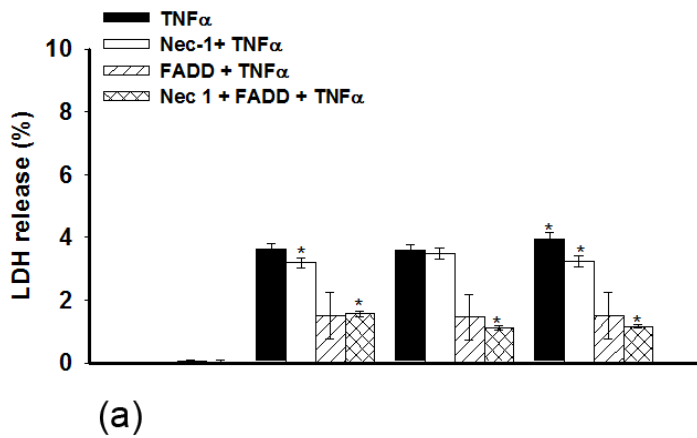 TNFα
Nec-1+ TNFα
FADD + TNFα
Nec 1 + FADD + TNFα
LDH release (%)
10
8
6
4
2
0
* * * * * *
(a)